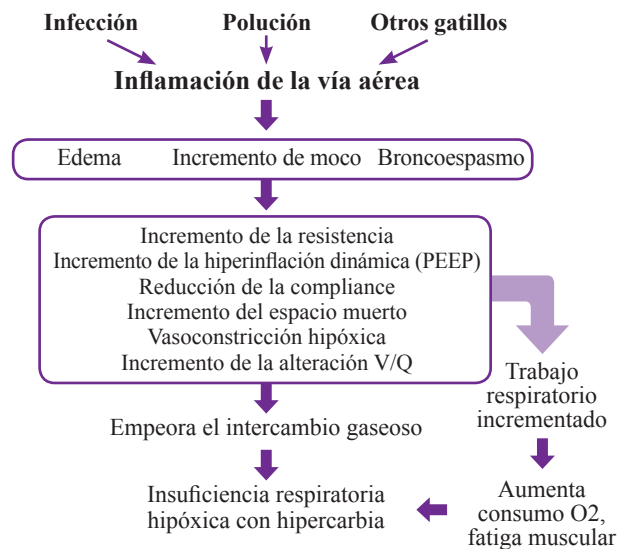 Infección Polución Otros gatillos
Inflamación de la vía aérea
Edema Incremento de moco Broncoespasmo
Incremento de la resistencia
Incremento de la hiperinflación dinámica (PEEP)
Reducción de la compliance
Incremento del espacio muerto
Vasoconstricción hipóxica
Incremento de la alteración V/Q
Trabajo
respiratorio
incrementado
Empeora el intercambio gaseoso
Aumenta
consumo O2,
fatiga muscular
Insuficiencia respiratoria
hipóxica con hipercarbia